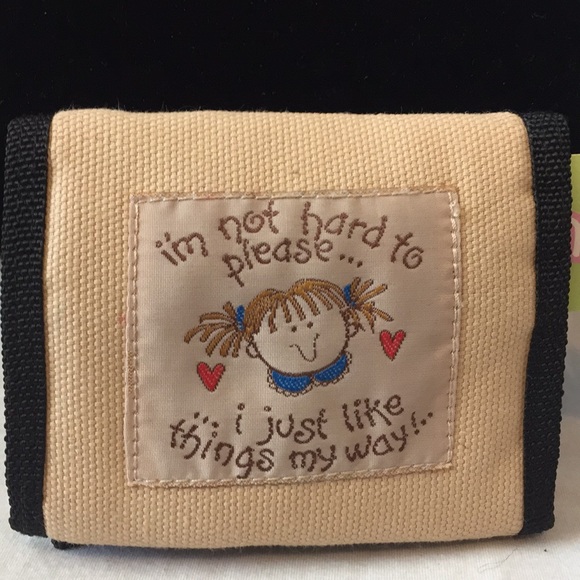 i'm not hard to
please...
... i just like
things my way!..